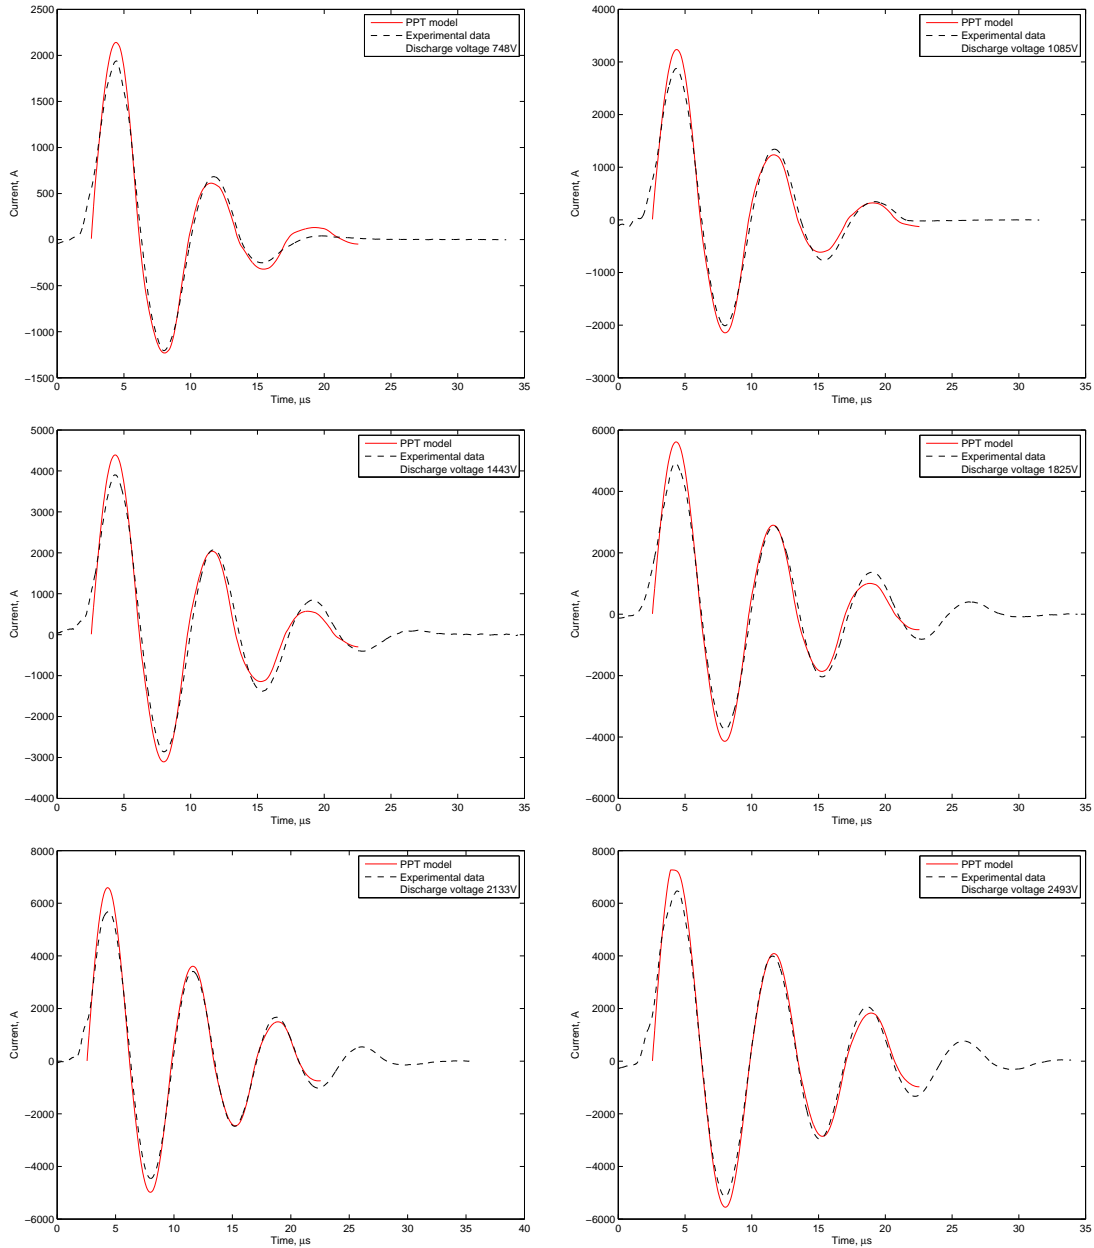 2500
2000
1500
1000
500
0
−500
−1000
−1500
0 5 10 15 20 25 30 35
Current, A
Time, μs
PPT model
Experimental data
Discharge voltage 748V
4000
3000
2000
1000
0
−1000
−2000
−3000
0 5 10 15 20 25 30 35
Current, A
Time, μs
PPT model
Experimental data
Discharge voltage 1085V
5000
4000
3000
2000
1000
0
−1000
−2000
−3000
−4000
0 5 10 15 20 25 30 35
Current, A
Time, μs
PPT model
Experimental data
Discharge voltage 1443V
6000
4000
2000
0
−2000
−4000
−6000
0 5 10 15 20 25 30 35
Current, A
Time, μs
PPT model
Experimental data
Discharge voltage 1825V
8000
6000
4000
2000
0
−2000
−4000
−6000
0 5 10 15 20 25 30 35 40
Current, A
Time, μs
PPT model
Experimental data
Discharge voltage 2133V
8000
6000
4000
2000
0
−2000
−4000
−6000
0 5 10 15 20 25 30 35
Current, A
Time, μs
PPT model
Experimental data
Discharge voltage 2493V